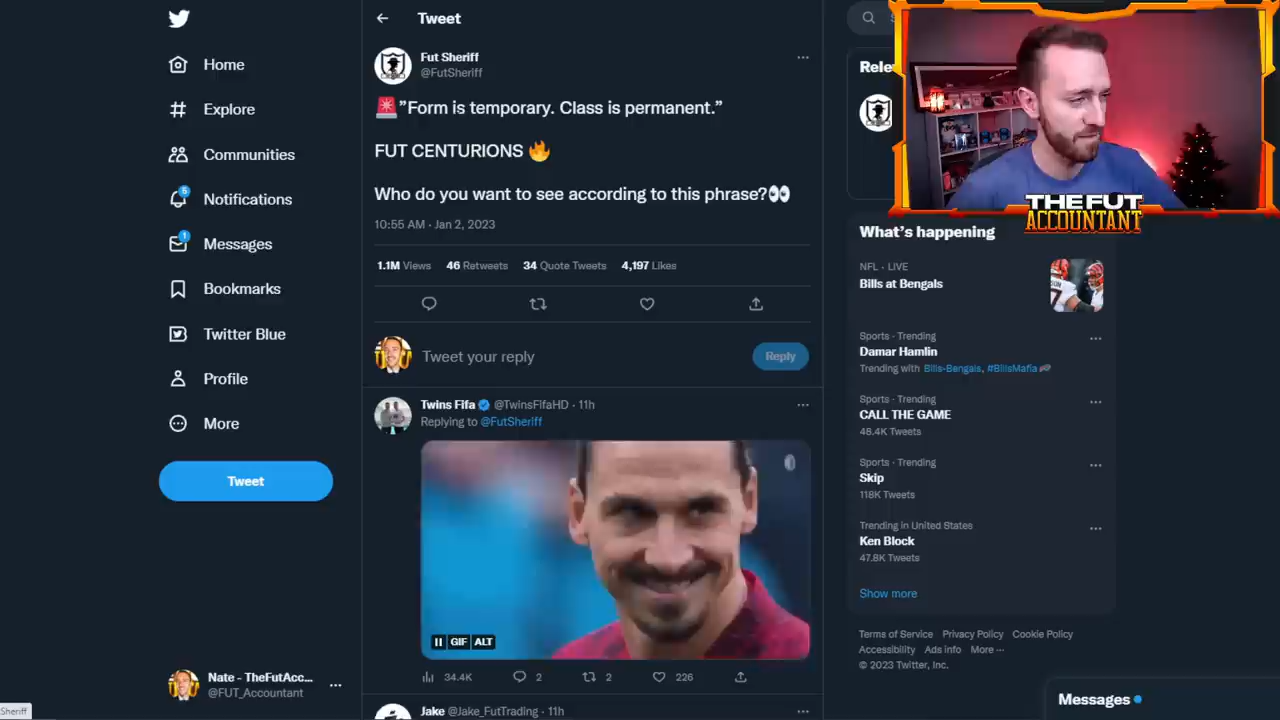 Tweet
Home
Explore
Communities
5
Notifications
1
Messages
Bookmarks
Twitter Blue
Profile
More
Tweet
Nate - TheFutAcc...
@FUT_Accountant
Sheriff
Fut Sheriff
@FutSheriff
🚨"Form is temporary. Class is permanent."
FUT CENTURIONS 🔥
Who do you want to see according to this phrase?👀
10:55 AM · Jan 2, 2023
1.1M Views 46 Retweets 34 Quote Tweets 4,197 Likes
Tweet your reply
Reply
Twins Fifa @TwinsFifaHD · 11h
Replying to @FutSheriff
GIF ALT
34.4K 2 2 226
Jake @Jake_FutTrading · 11h
Rele
THE FUT
ACCOUNTANT
What's happening
NFL · LIVE
Bills at Bengals
Sports · Trending
Damar Hamlin
Trending with Bills-Bengals, #BillsMafia
Sports · Trending
CALL THE GAME
48.4K Tweets
Sports · Trending
Skip
118K Tweets
Trending in United States
Ken Block
47.8K Tweets
Show more
Terms of Service Privacy Policy Cookie Policy
Accessibility Ads info More ···
© 2023 Twitter, Inc.
Messages